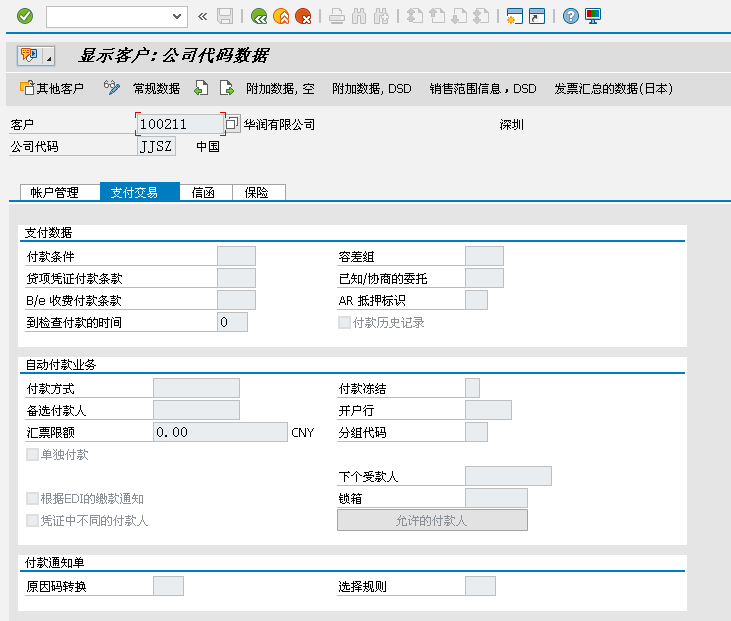 显示客户: 公司代码数据
其他客户 常规数据 附加数据, 空 附加数据, DSD 销售范围信息，DSD 发票汇总的数据(日本)
客户 100211 华润有限公司 深圳
公司代码 JJSZ 中国
帐户管理 支付交易 信函 保险
支付数据
付款条件 容差组
贷项凭证付款条款 已知/协商的委托
B/e 收费付款条款 AR 抵押标识
到检查付款的时间 0 付款历史记录
自动付款业务
付款方式 付款冻结
备选付款人 开户行
汇票限额 0.00 CNY 分组代码
单独付款
下个受款人
根据EDI的缴款通知 锁箱
凭证中不同的付款人 允许的付款人
付款通知单
原因码转换 选择规则